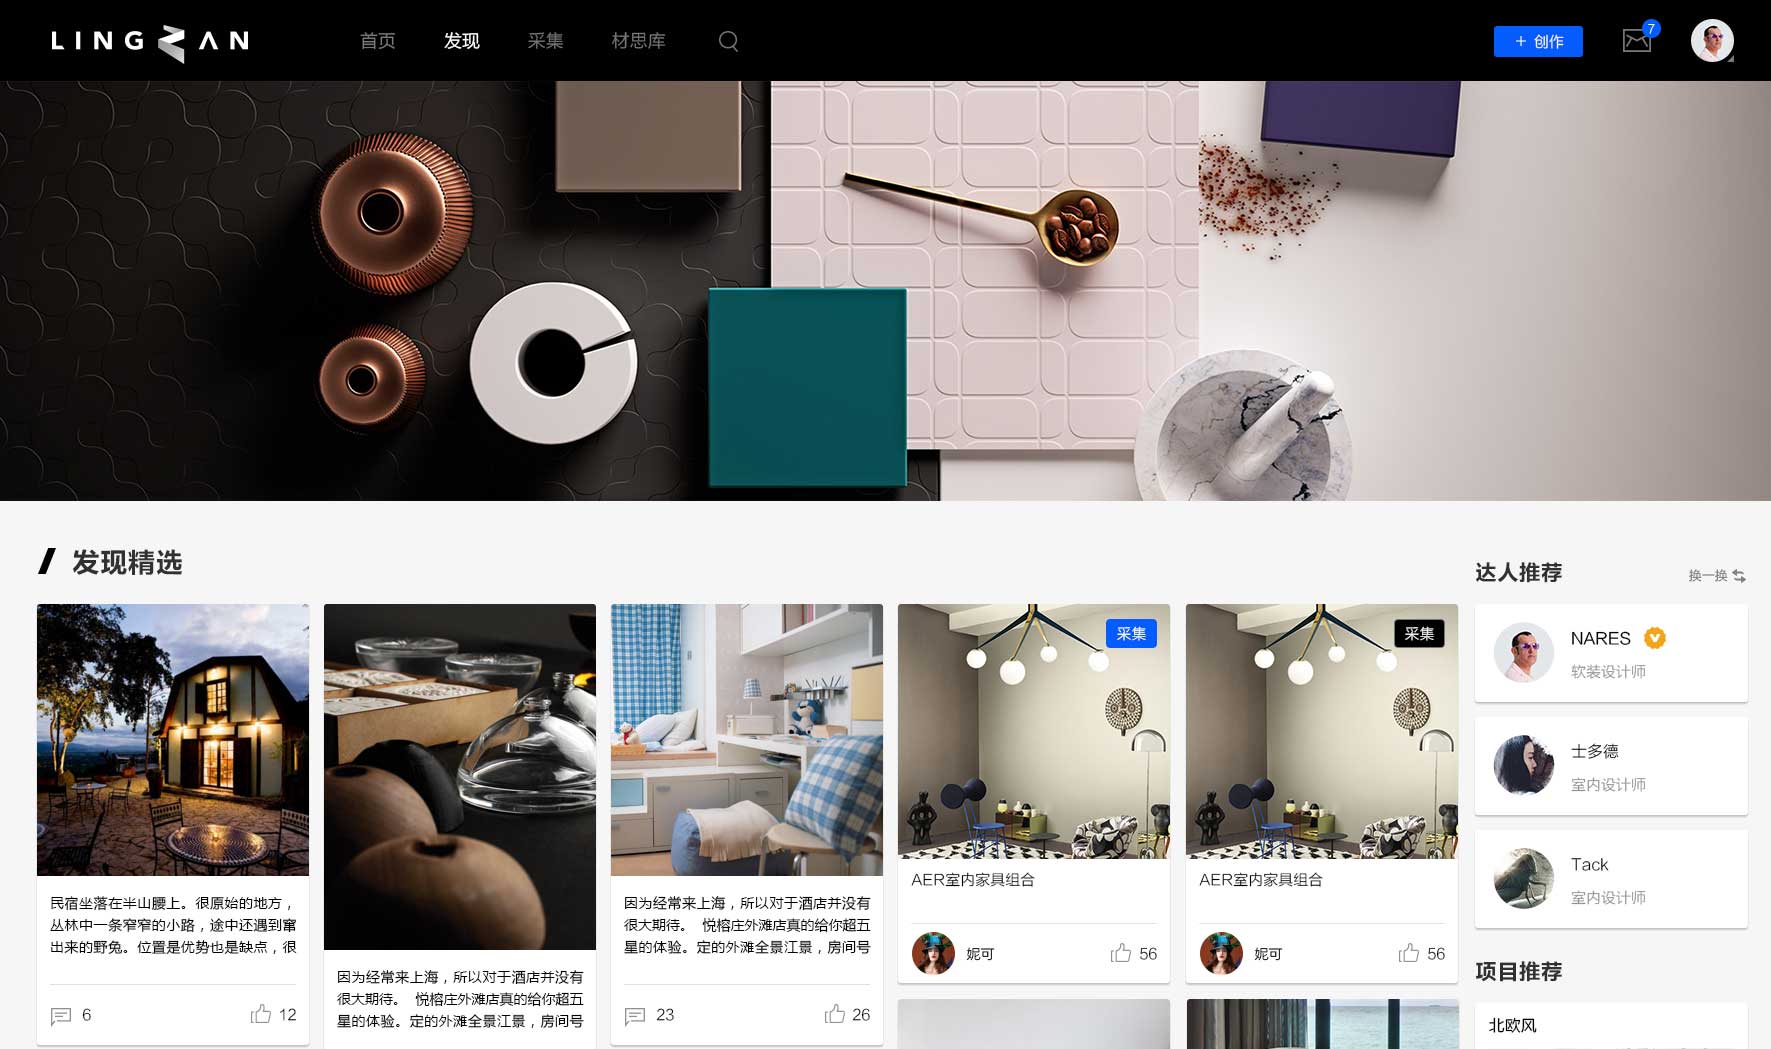 LINGZAN
首页
发现
采集
材思库
+ 创作
7
发现精选
达人推荐
换一换
采集
采集
NARES
软装设计师
士多德
室内设计师
Tack
室内设计师
民宿坐落在半山腰上。很原始的地方，
丛林中一条窄窄的小路，途中还遇到窜
出来的野兔。位置是优势也是缺点，很
6
12
因为经常来上海，所以对于酒店并没有
很大期待。 悦榕庄外滩店真的给你超五
星的体验。定的外滩全景江景，房间号
因为经常来上海，所以对于酒店并没有
很大期待。 悦榕庄外滩店真的给你超五
星的体验。定的外滩全景江景，房间号
23
26
AER室内家具组合
妮可
56
AER室内家具组合
妮可
56
项目推荐
北欧风